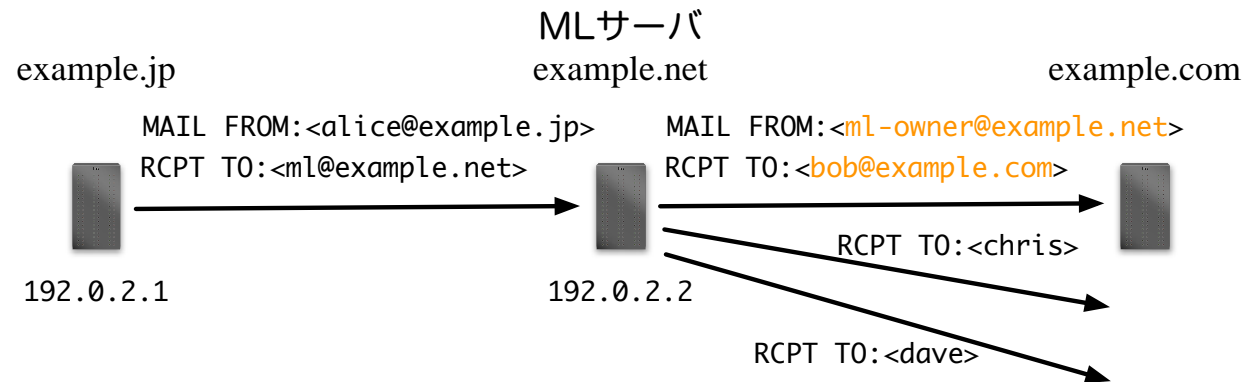 MLサーバ
example.jp
example.net
example.com
MAIL FROM:<alice@example.jp>
RCPT TO:<ml@example.net>
MAIL FROM:<ml-owner@example.net>
RCPT TO:<bob@example.com>
RCPT TO:<chris>
192.0.2.1
192.0.2.2
RCPT TO:<dave>